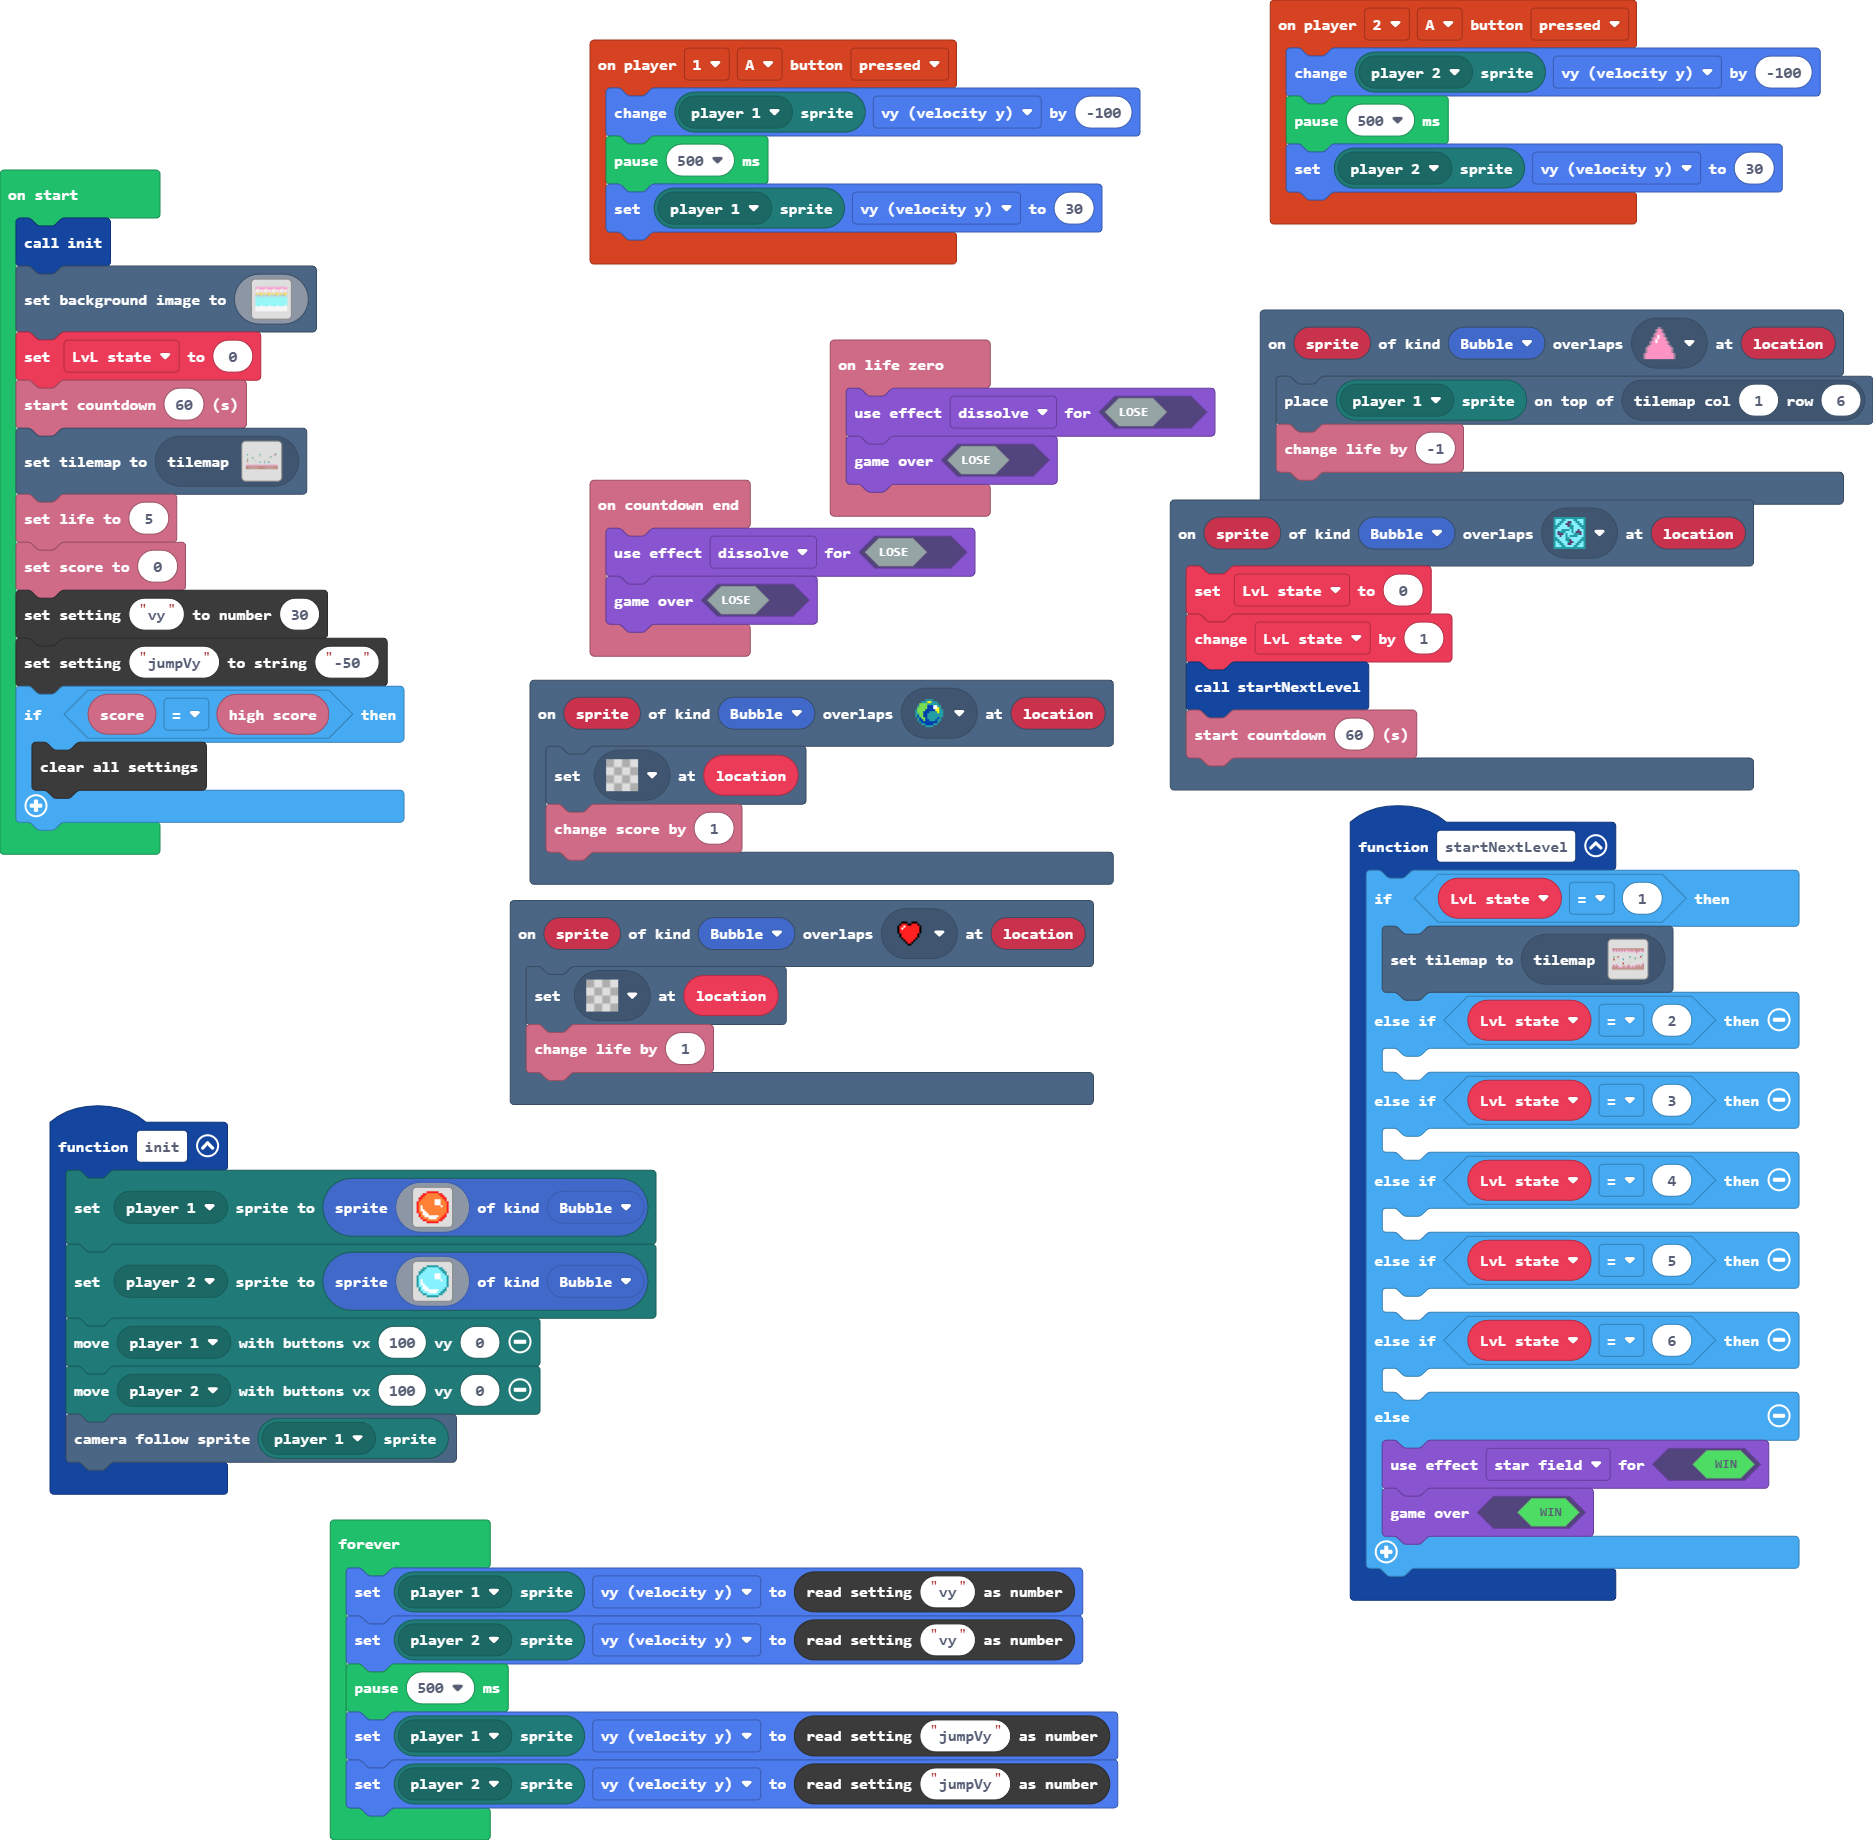 on start
call init
set background image to
set LvL state to 0
start countdown 60 (s)
set tilemap to tilemap
set life to 5
set score to 0
set setting "vy" to number 30
set setting "jumpVy" to string "-50"
if score = high score then
clear all settings
on player 1 A button pressed
change player 1 sprite vy (velocity y) by -100
pause 500 ms
set player 1 sprite vy (velocity y) to 30
on player 2 A button pressed
change player 2 sprite vy (velocity y) by -100
pause 500 ms
set player 2 sprite vy (velocity y) to 30
on life zero
use effect dissolve for LOSE
game over LOSE
on countdown end
use effect dissolve for LOSE
game over LOSE
on sprite of kind Bubble overlaps at location
place player 1 sprite on top of tilemap col 1 row 6
change life by -1
on sprite of kind Bubble overlaps at location
set LvL state to 0
change LvL state by 1
call startNextLevel
start countdown 60 (s)
on sprite of kind Bubble overlaps at location
set at location
change score by 1
on sprite of kind Bubble overlaps at location
set at location
change life by 1
function startNextLevel
if LvL state = 1 then
set tilemap to tilemap
else if LvL state = 2 then
else if LvL state = 3 then
else if LvL state = 4 then
else if LvL state = 5 then
else if LvL state = 6 then
else
use effect star field for WIN
game over WIN
function init
set player 1 sprite to sprite of kind Bubble
set player 2 sprite to sprite of kind Bubble
move player 1 with buttons vx 100 vy 0
move player 2 with buttons vx 100 vy 0
camera follow sprite player 1 sprite
forever
set player 1 sprite vy (velocity y) to read setting "vy" as number
set player 2 sprite vy (velocity y) to read setting "vy" as number
pause 500 ms
set player 1 sprite vy (velocity y) to read setting "jumpVy" as number
set player 2 sprite vy (velocity y) to read setting "jumpVy" as number